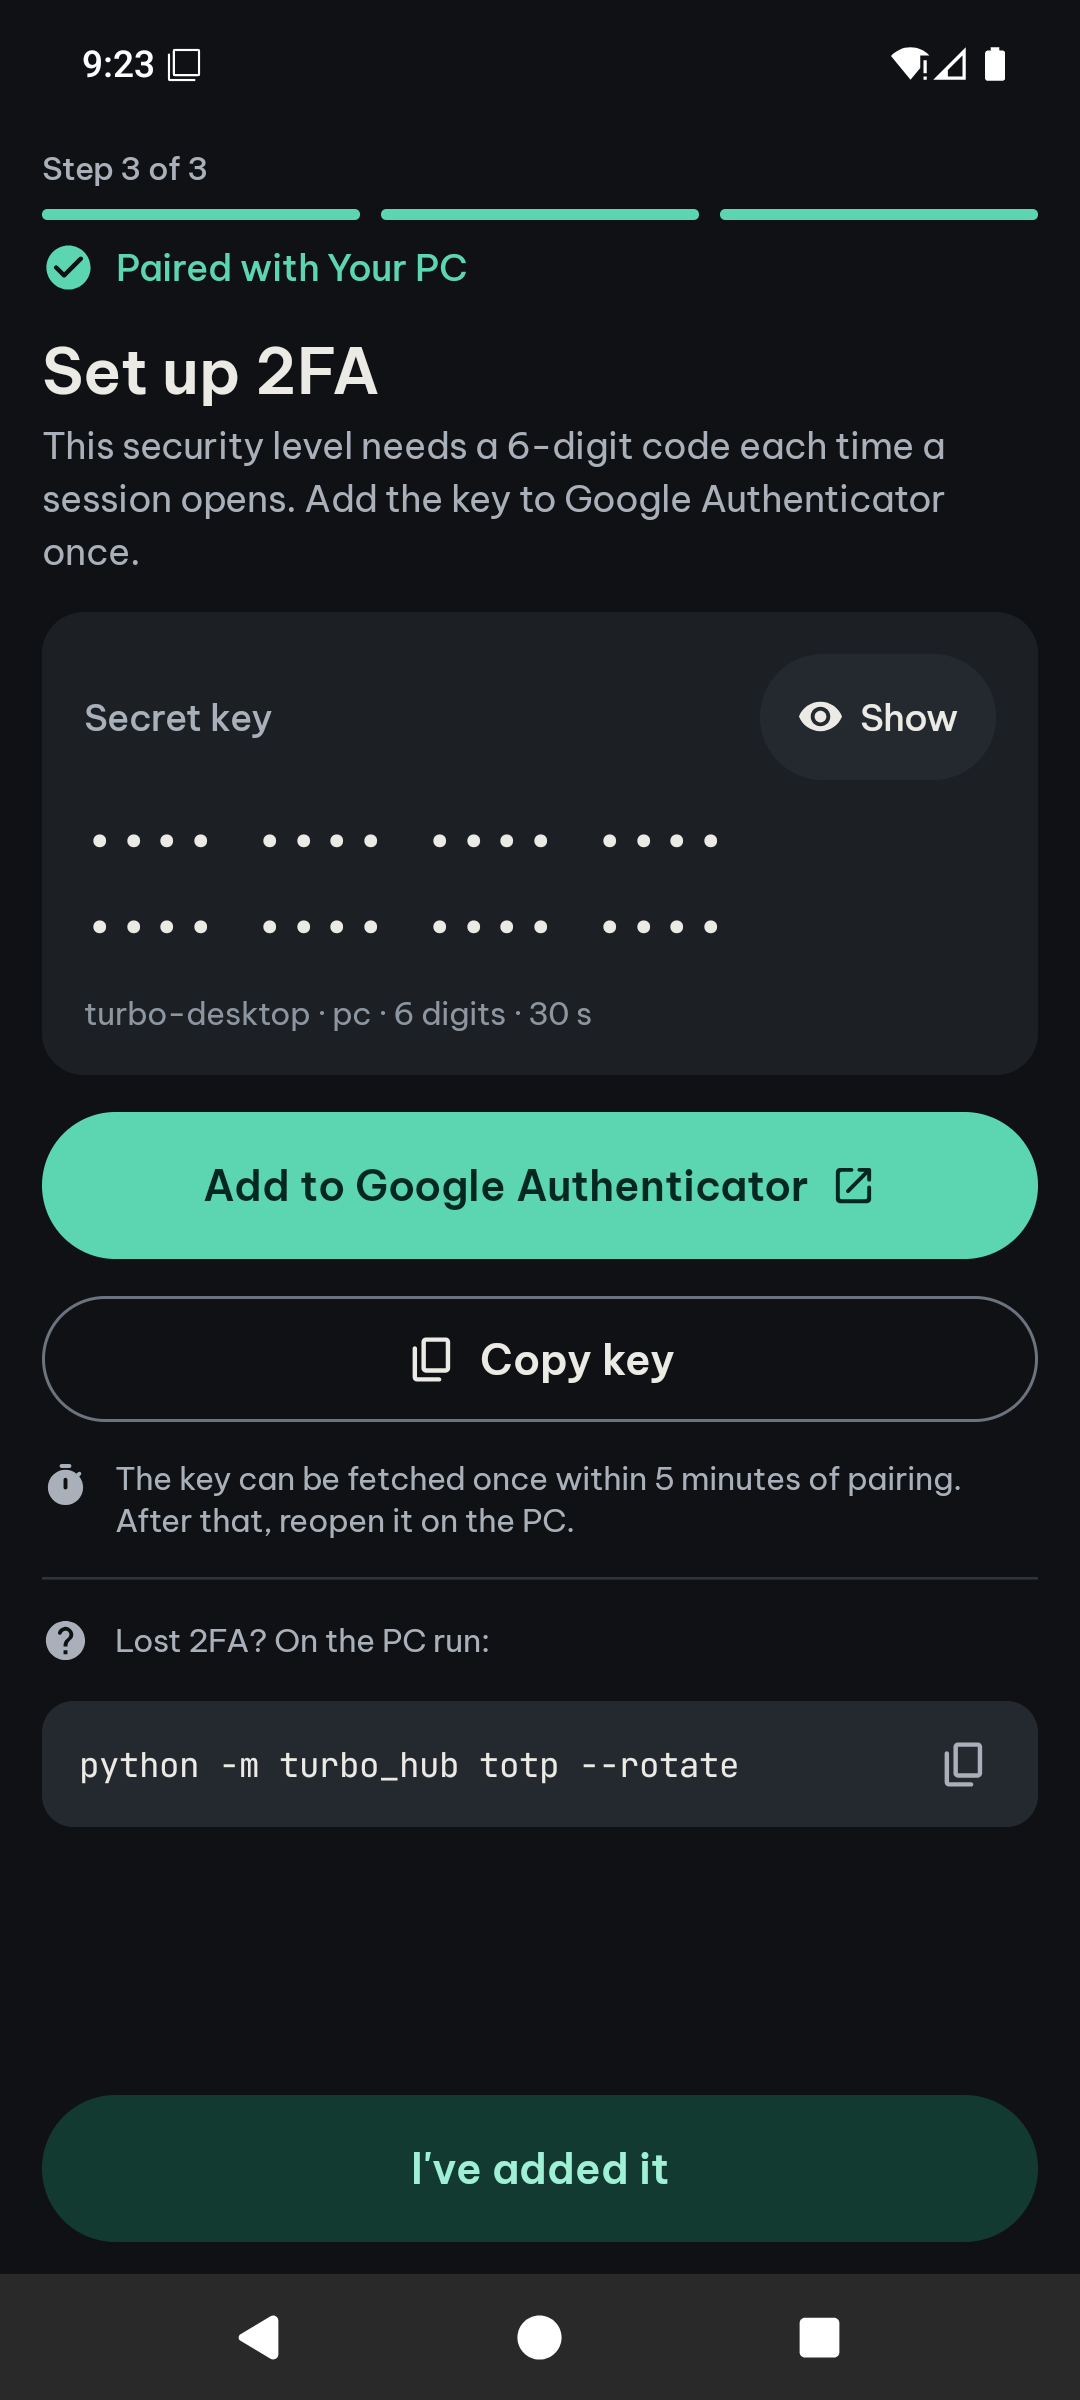 9:23
Step 3 of 3
Paired with Your PC
Set up 2FA
This security level needs a 6-digit code each time a
session opens. Add the key to Google Authenticator
once.
Secret key
Show
•••• •••• •••• ••••
•••• •••• •••• ••••
turbo-desktop · pc · 6 digits · 30 s
Add to Google Authenticator
Copy key
The key can be fetched once within 5 minutes of pairing.
After that, reopen it on the PC.
Lost 2FA? On the PC run:
python -m turbo_hub totp --rotate
I've added it